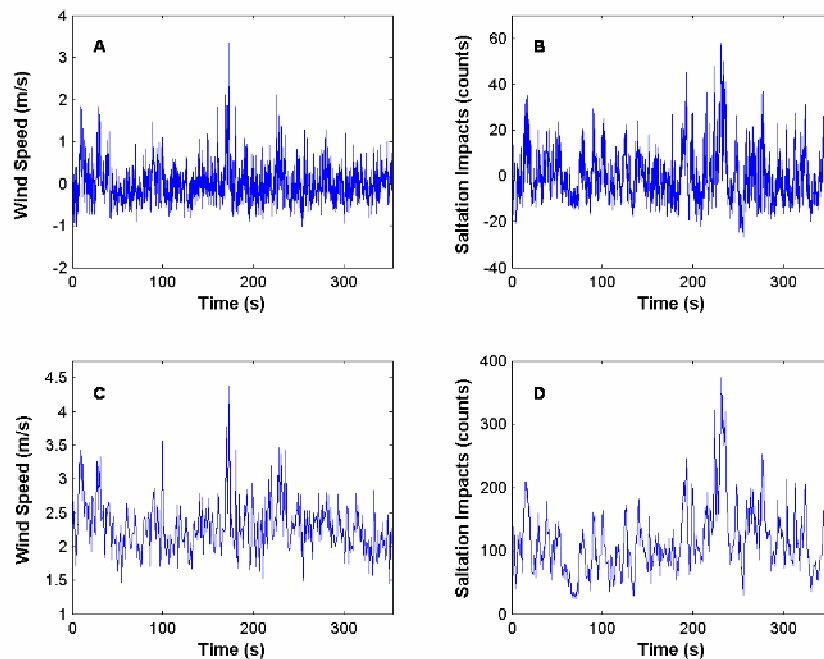 A
Wind Speed (m/s)
4
3
2
1
0
-1
-2
0 100 200 300
Time (s)
B
Saltation Impacts (counts)
60
40
20
0
-20
-40
0 100 200 300
Time (s)
C
Wind Speed (m/s)
4.5
4
3.5
3
2.5
2
1.5
1
0 100 200 300
Time (s)
D
Saltation Impacts (counts)
400
300
200
100
0
0 100 200 300
Time (s)